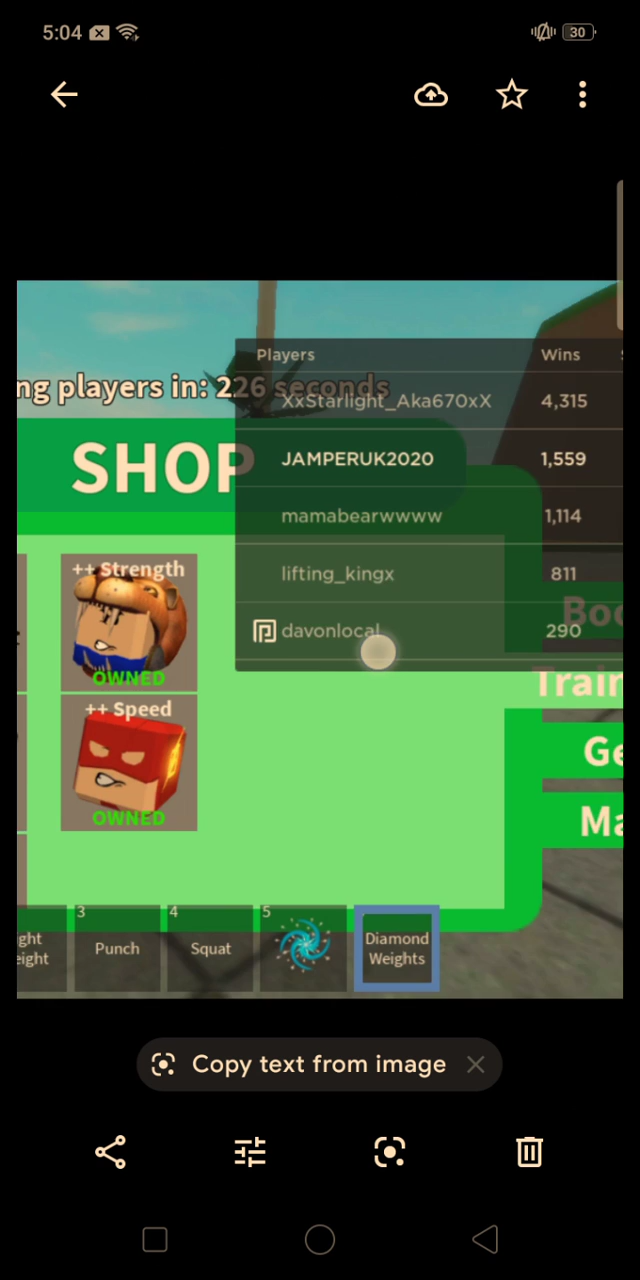 5:04
30
Players Wins
ng players in: 226 seconds
XxStarlight_Aka670xX 4,315
SHOP
JAMPERUK2020 1,559
mamabearwwww 1,114
++ Strength
lifting_kingx 811
Boo
davonlocal 290
OWNED
Train
++ Speed
Ge
OWNED
Ma
3 4 5
ght
eight
Punch
Squat
Diamond
Weights
Copy text from image